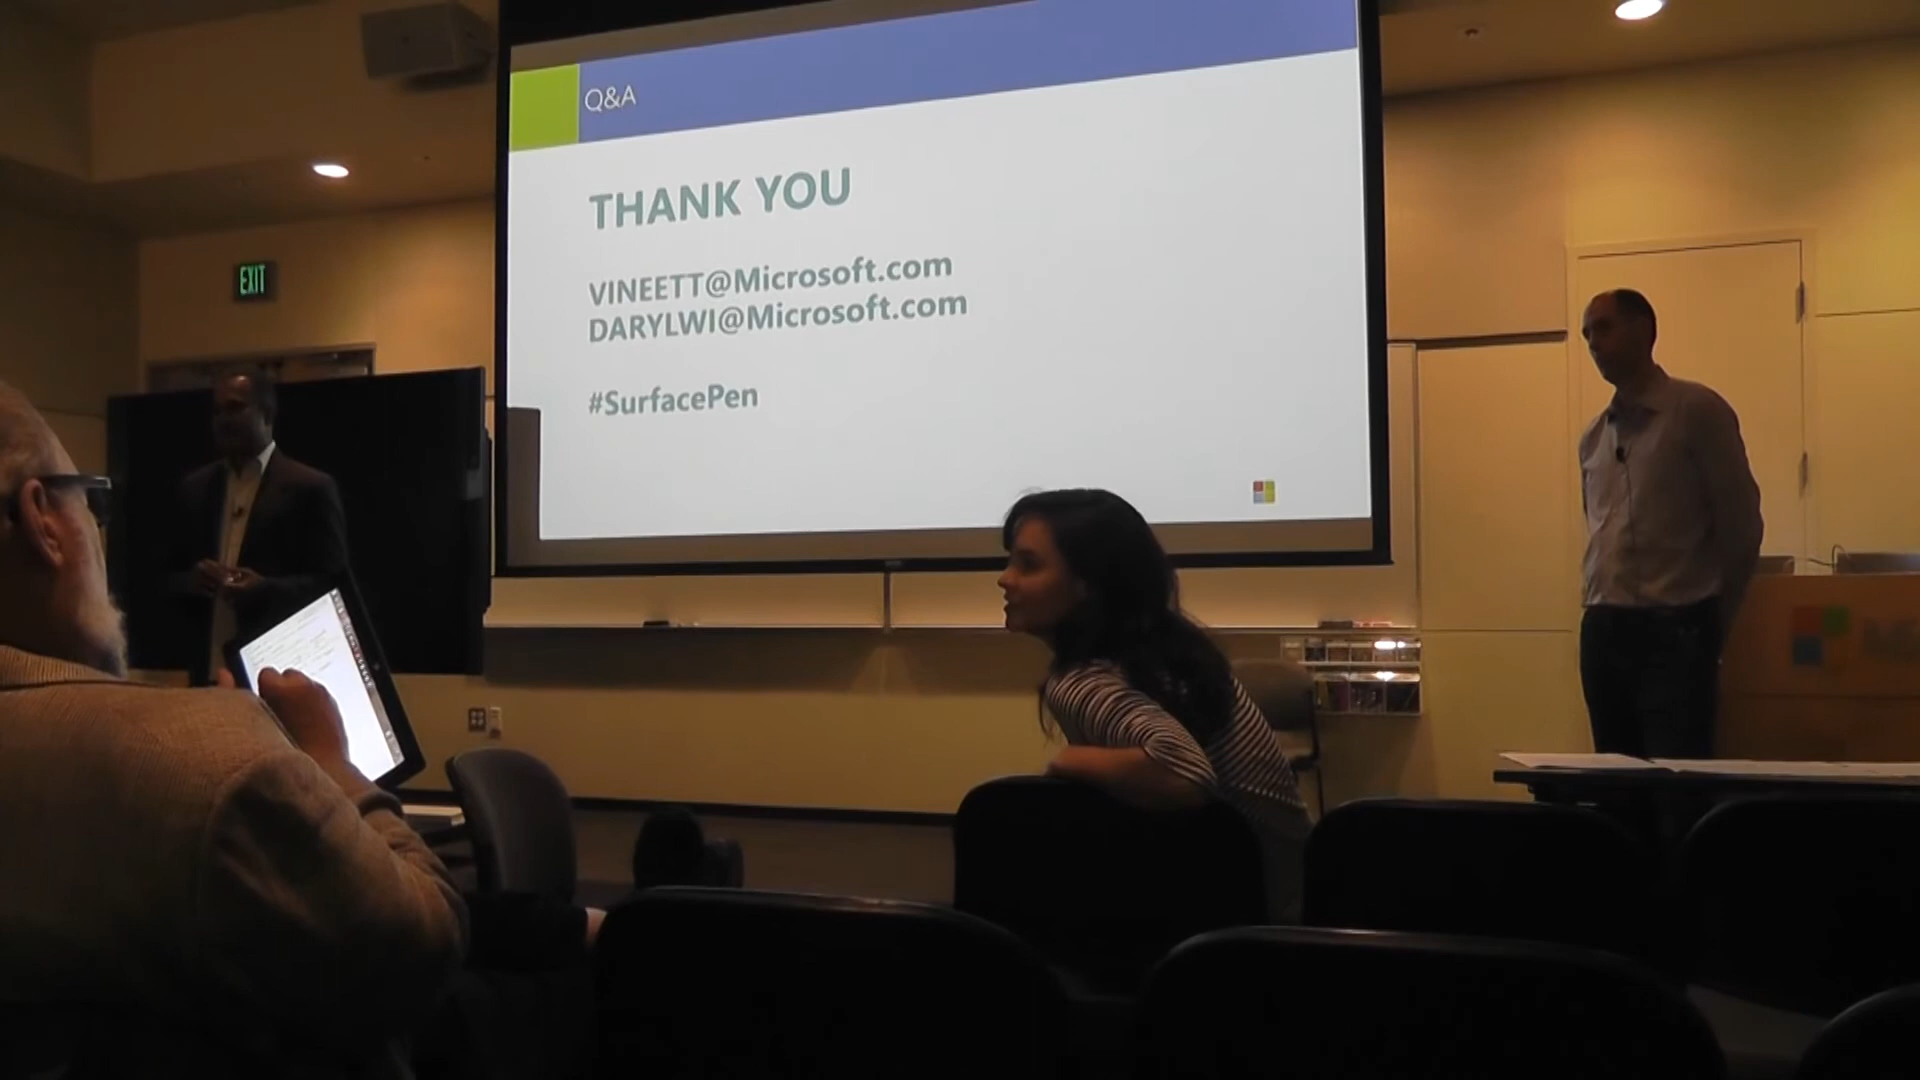 Q&A
THANK YOU
VINEETT@Microsoft.com
DARYLWI@Microsoft.com
#SurfacePen
EXIT